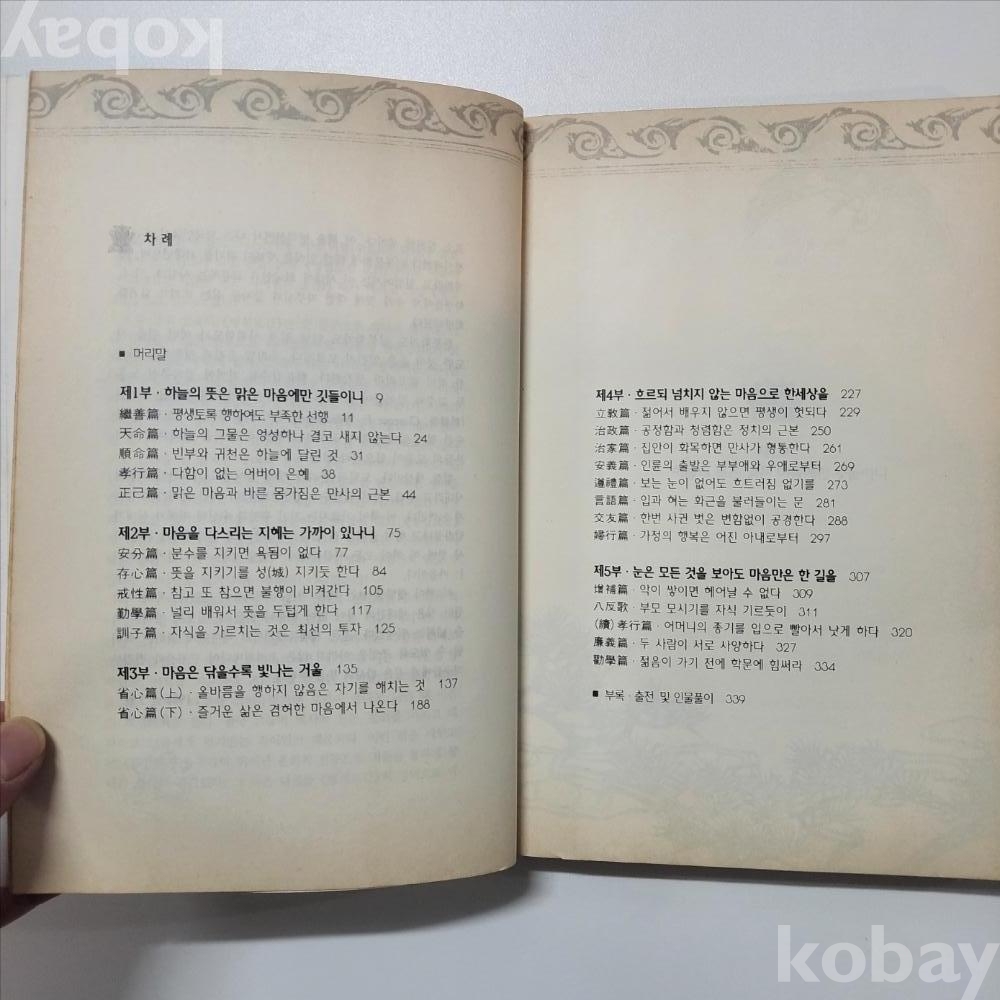 kobay
차 례
■ 머리말
제1부 · 하늘의 뜻은 맑은 마음에만 깃들이니 9
繼善篇 · 평생토록 행하여도 부족한 선행 11
天命篇 · 하늘의 그물은 엉성하나 결코 새지 않는다 24
順命篇 · 빈부와 귀천은 하늘에 달린 것 31
孝行篇 · 다함이 없는 어버이 은혜 38
正己篇 · 맑은 마음과 바른 몸가짐은 만사의 근본 44
제2부 · 마음을 다스리는 지혜는 가까이 있나니 75
安分篇 · 분수를 지키면 욕됨이 없다 77
存心篇 · 뜻을 지키기를 성(城) 지키듯 한다 84
戒性篇 · 참고 또 참으면 불행이 비켜간다 105
勤學篇 · 널리 배워서 뜻을 두텁게 한다 117
訓子篇 · 자식을 가르치는 것은 최선의 투자 125
제3부 · 마음은 닦을수록 빛나는 거울 135
省心篇(上) · 올바름을 행하지 않음은 자기를 해치는 것 137
省心篇(下) · 즐거운 삶은 겸허한 마음에서 나온다 188
제4부 · 흐르되 넘치지 않는 마음으로 한세상을 227
立敎篇 · 젊어서 배우지 않으면 평생이 헛되다 229
治政篇 · 공정함과 청렴함은 정치의 근본 250
治家篇 · 집안이 화목하면 만사가 형통한다 261
安義篇 · 인륜의 출발은 부부애와 우애로부터 269
遵禮篇 · 보는 눈이 없어도 흐트러짐 없기를 273
言語篇 · 입과 혀는 화근을 불러들이는 문 281
交友篇 · 한번 사귄 벗은 변함없이 공경한다 288
婦行篇 · 가정의 행복은 어진 아내로부터 297
제5부 · 눈은 모든 것을 보아도 마음만은 한 길을 307
增補篇 · 악이 쌓이면 헤어날 수 없다 309
八反歌 · 부모 모시기를 자식 기르듯이 311
(續)孝行篇 · 어머니의 종기를 입으로 빨아서 낫게 하다 320
廉義篇 · 두 사람이 서로 사양하다 327
勸學篇 · 젊음이 가기 전에 학문에 힘써라 334
■ 부록 · 출전 및 인물풀이 339
kobay